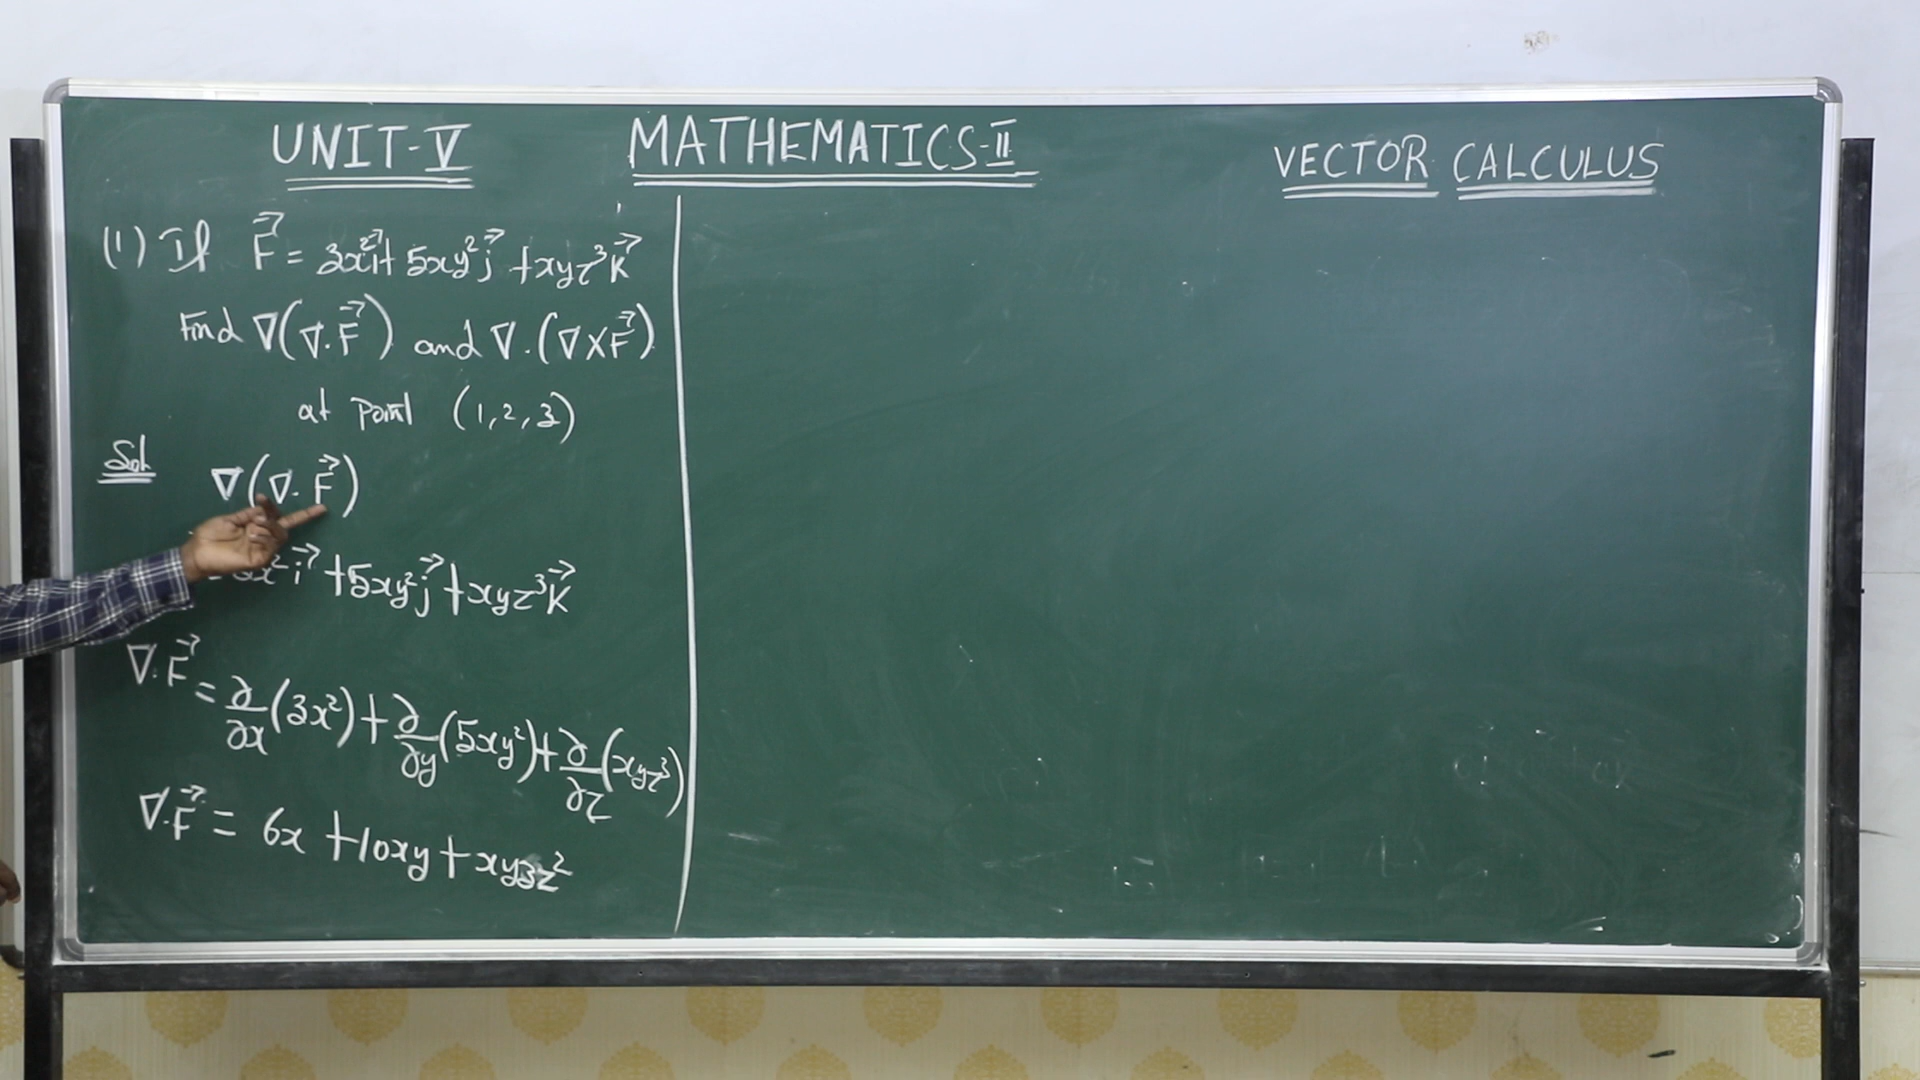 UNIT-V MATHEMATICS-II VECTOR CALCULUS
(1) If F⃗ = 3x²i⃗ + 5xy²j⃗ + xyz³k⃗
Find ∇(∇·F⃗) and ∇·(∇×F⃗)
at point (1,2,3)
Sol
∇(∇·F⃗)
x²i⃗ + 5xy²j⃗ + xyz³k⃗
∇·F⃗ = ∂/∂x(3x²) + ∂/∂y(5xy²) + ∂/∂z(xyz³)
∇·F⃗ = 6x + 10xy + xy3z²